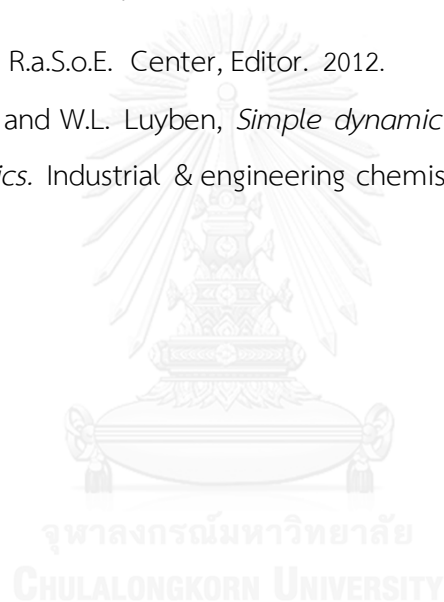 R.a.S.o.E. Center, Editor. 2012.
and W.L. Luyben, Simple dynamic
ics. Industrial & engineering chemis
จุฬาลงกรณ์มหาวิทยาลัย
CHULALONGKORN UNIVERSITY